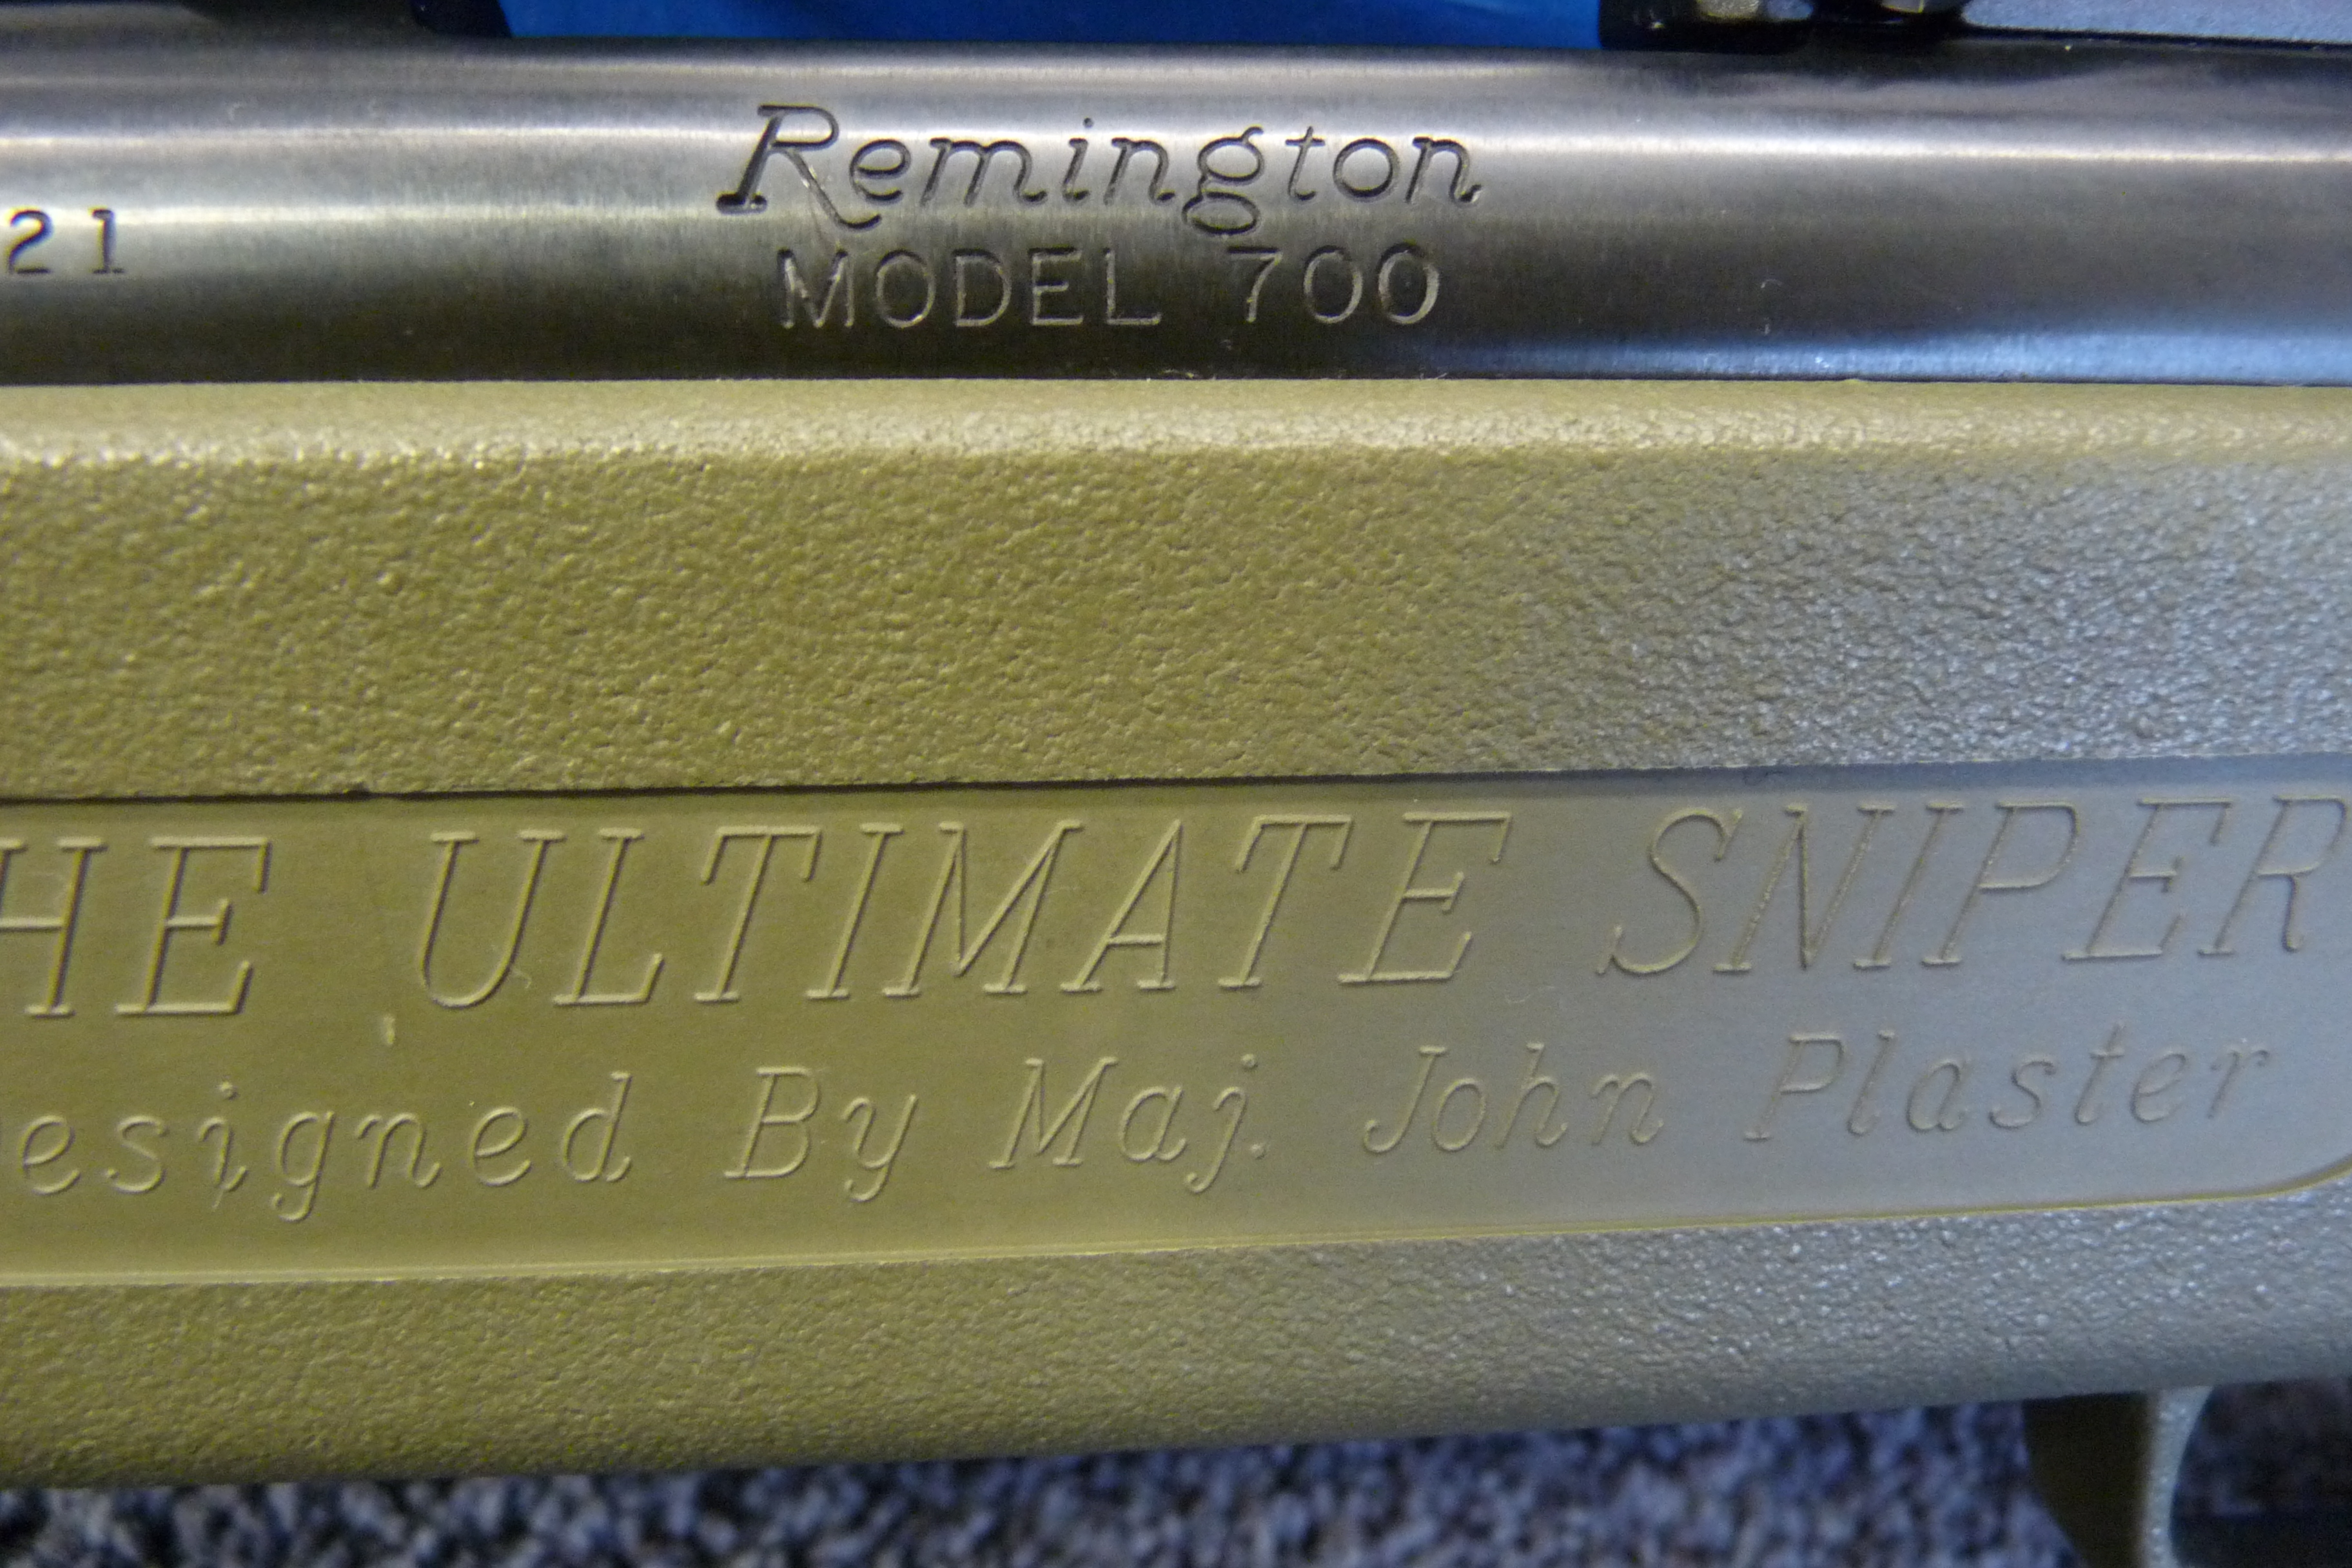 21
Remington
MODEL 700
HE ULTIMATE SNIPER
esigned By Maj. John Plaster